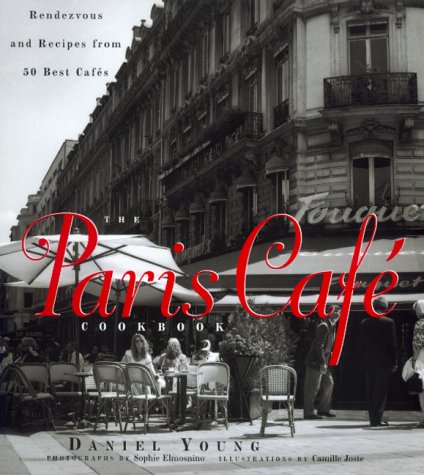 Rendezvous
and Recipes from
50 Best Cafés
THE
Paris Café
COOKBOOK
Fouquet
PARIS
DANIEL YOUNG
PHOTOGRAPHS BY Sophie Elmosnino ILLUSTRATIONS BY Camille Joste